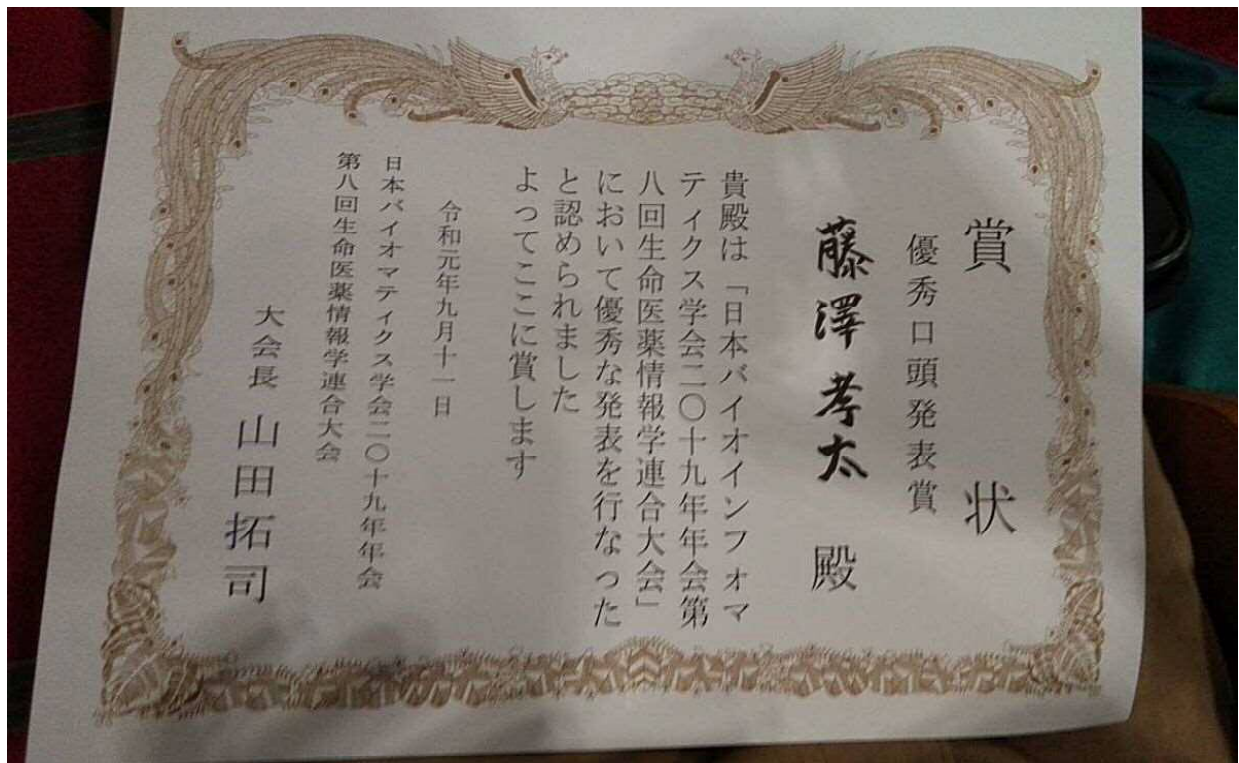 賞状
優秀口頭発表賞
藤澤孝太 殿
貴殿は「日本バイオインフォマ
ティクス学会二〇十九年年会第
八回生命医薬情報学連合大会」
において優秀な発表を行なった
と認められました
よってここに賞します
令和元年九月十一日
日本バイオマティクス学会二〇十九年年会
第八回生命医薬情報学連合大会
大会長 山田拓司